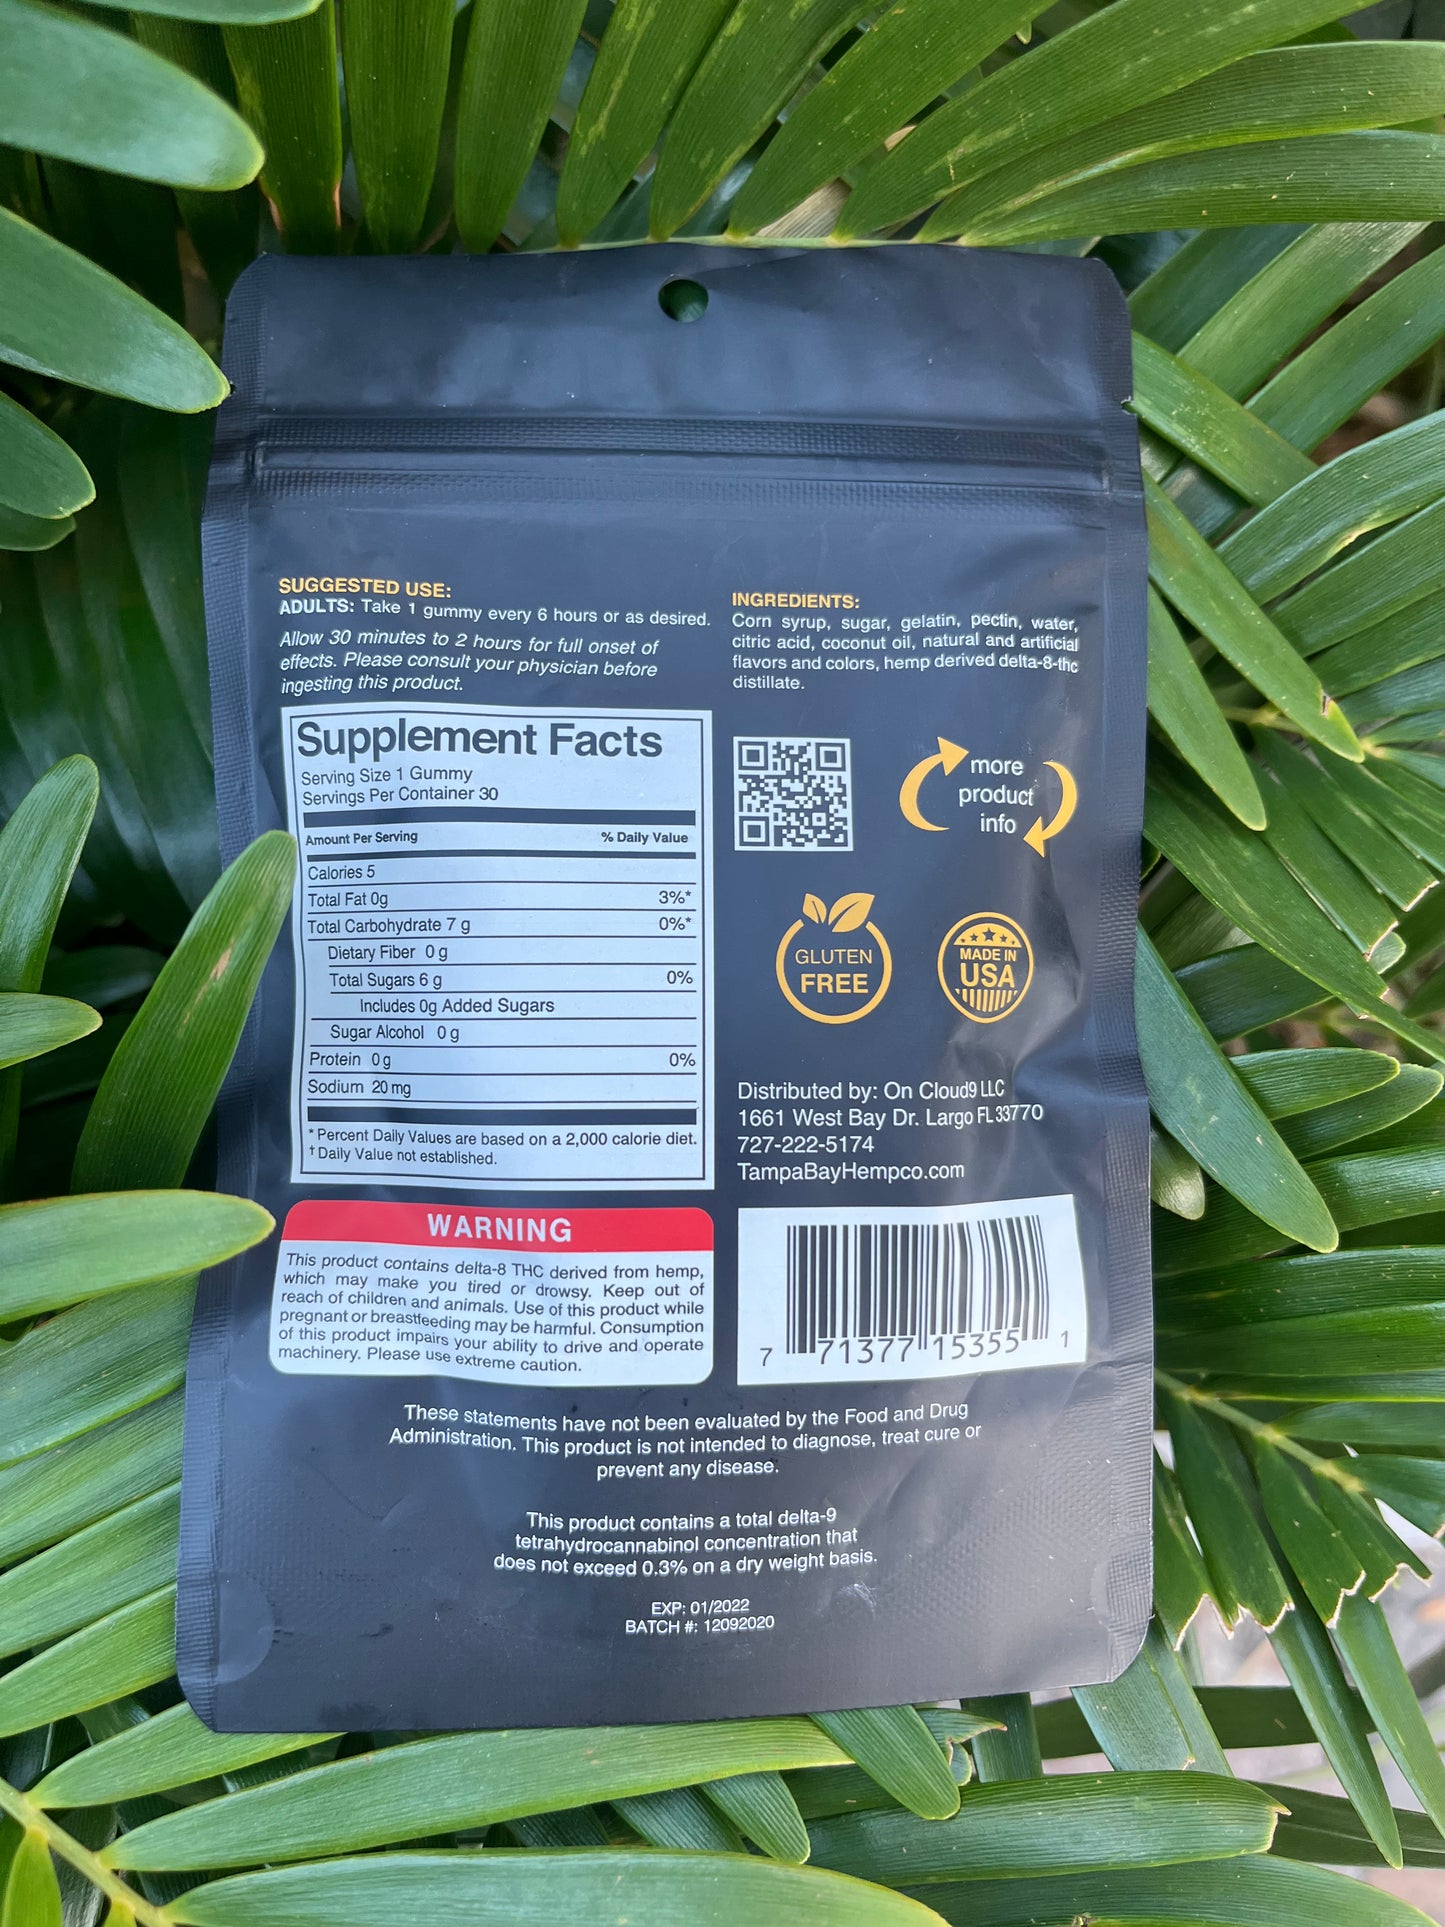 SUGGESTED USE:
ADULTS: Take 1 gummy every 6 hours or as desired.
Allow 30 minutes to 2 hours for full onset of
effects. Please consult your physician before
ingesting this product.
Supplement Facts
Serving Size 1 Gummy
Servings Per Container 30
Amount Per Serving % Daily Value
Calories 5
Total Fat 0g 3%*
Total Carbohydrate 7 g 0%*
Dietary Fiber 0 g
Total Sugars 6 g 0%
Includes 0g Added Sugars
Sugar Alcohol 0 g
Protein 0 g 0%
Sodium 20 mg
* Percent Daily Values are based on a 2,000 calorie diet.
† Daily Value not established.
WARNING
This product contains delta-8 THC derived from hemp,
which may make you tired or drowsy. Keep out of
reach of children and animals. Use of this product while
pregnant or breastfeeding may be harmful. Consumption
of this product impairs your ability to drive and operate
machinery. Please use extreme caution.
INGREDIENTS:
Corn syrup, sugar, gelatin, pectin, water,
citric acid, coconut oil, natural and artificial
flavors and colors, hemp derived delta-8-thc
distillate.
more
product
info
GLUTEN
FREE
MADE IN
USA
Distributed by: On Cloud9 LLC
1661 West Bay Dr. Largo FL 33770
727-222-5174
TampaBayHempco.com
7 71377 15355 1
These statements have not been evaluated by the Food and Drug
Administration. This product is not intended to diagnose, treat cure or
prevent any disease.
This product contains a total delta-9
tetrahydrocannabinol concentration that
does not exceed 0.3% on a dry weight basis.
EXP: 01/2022
BATCH #: 12092020